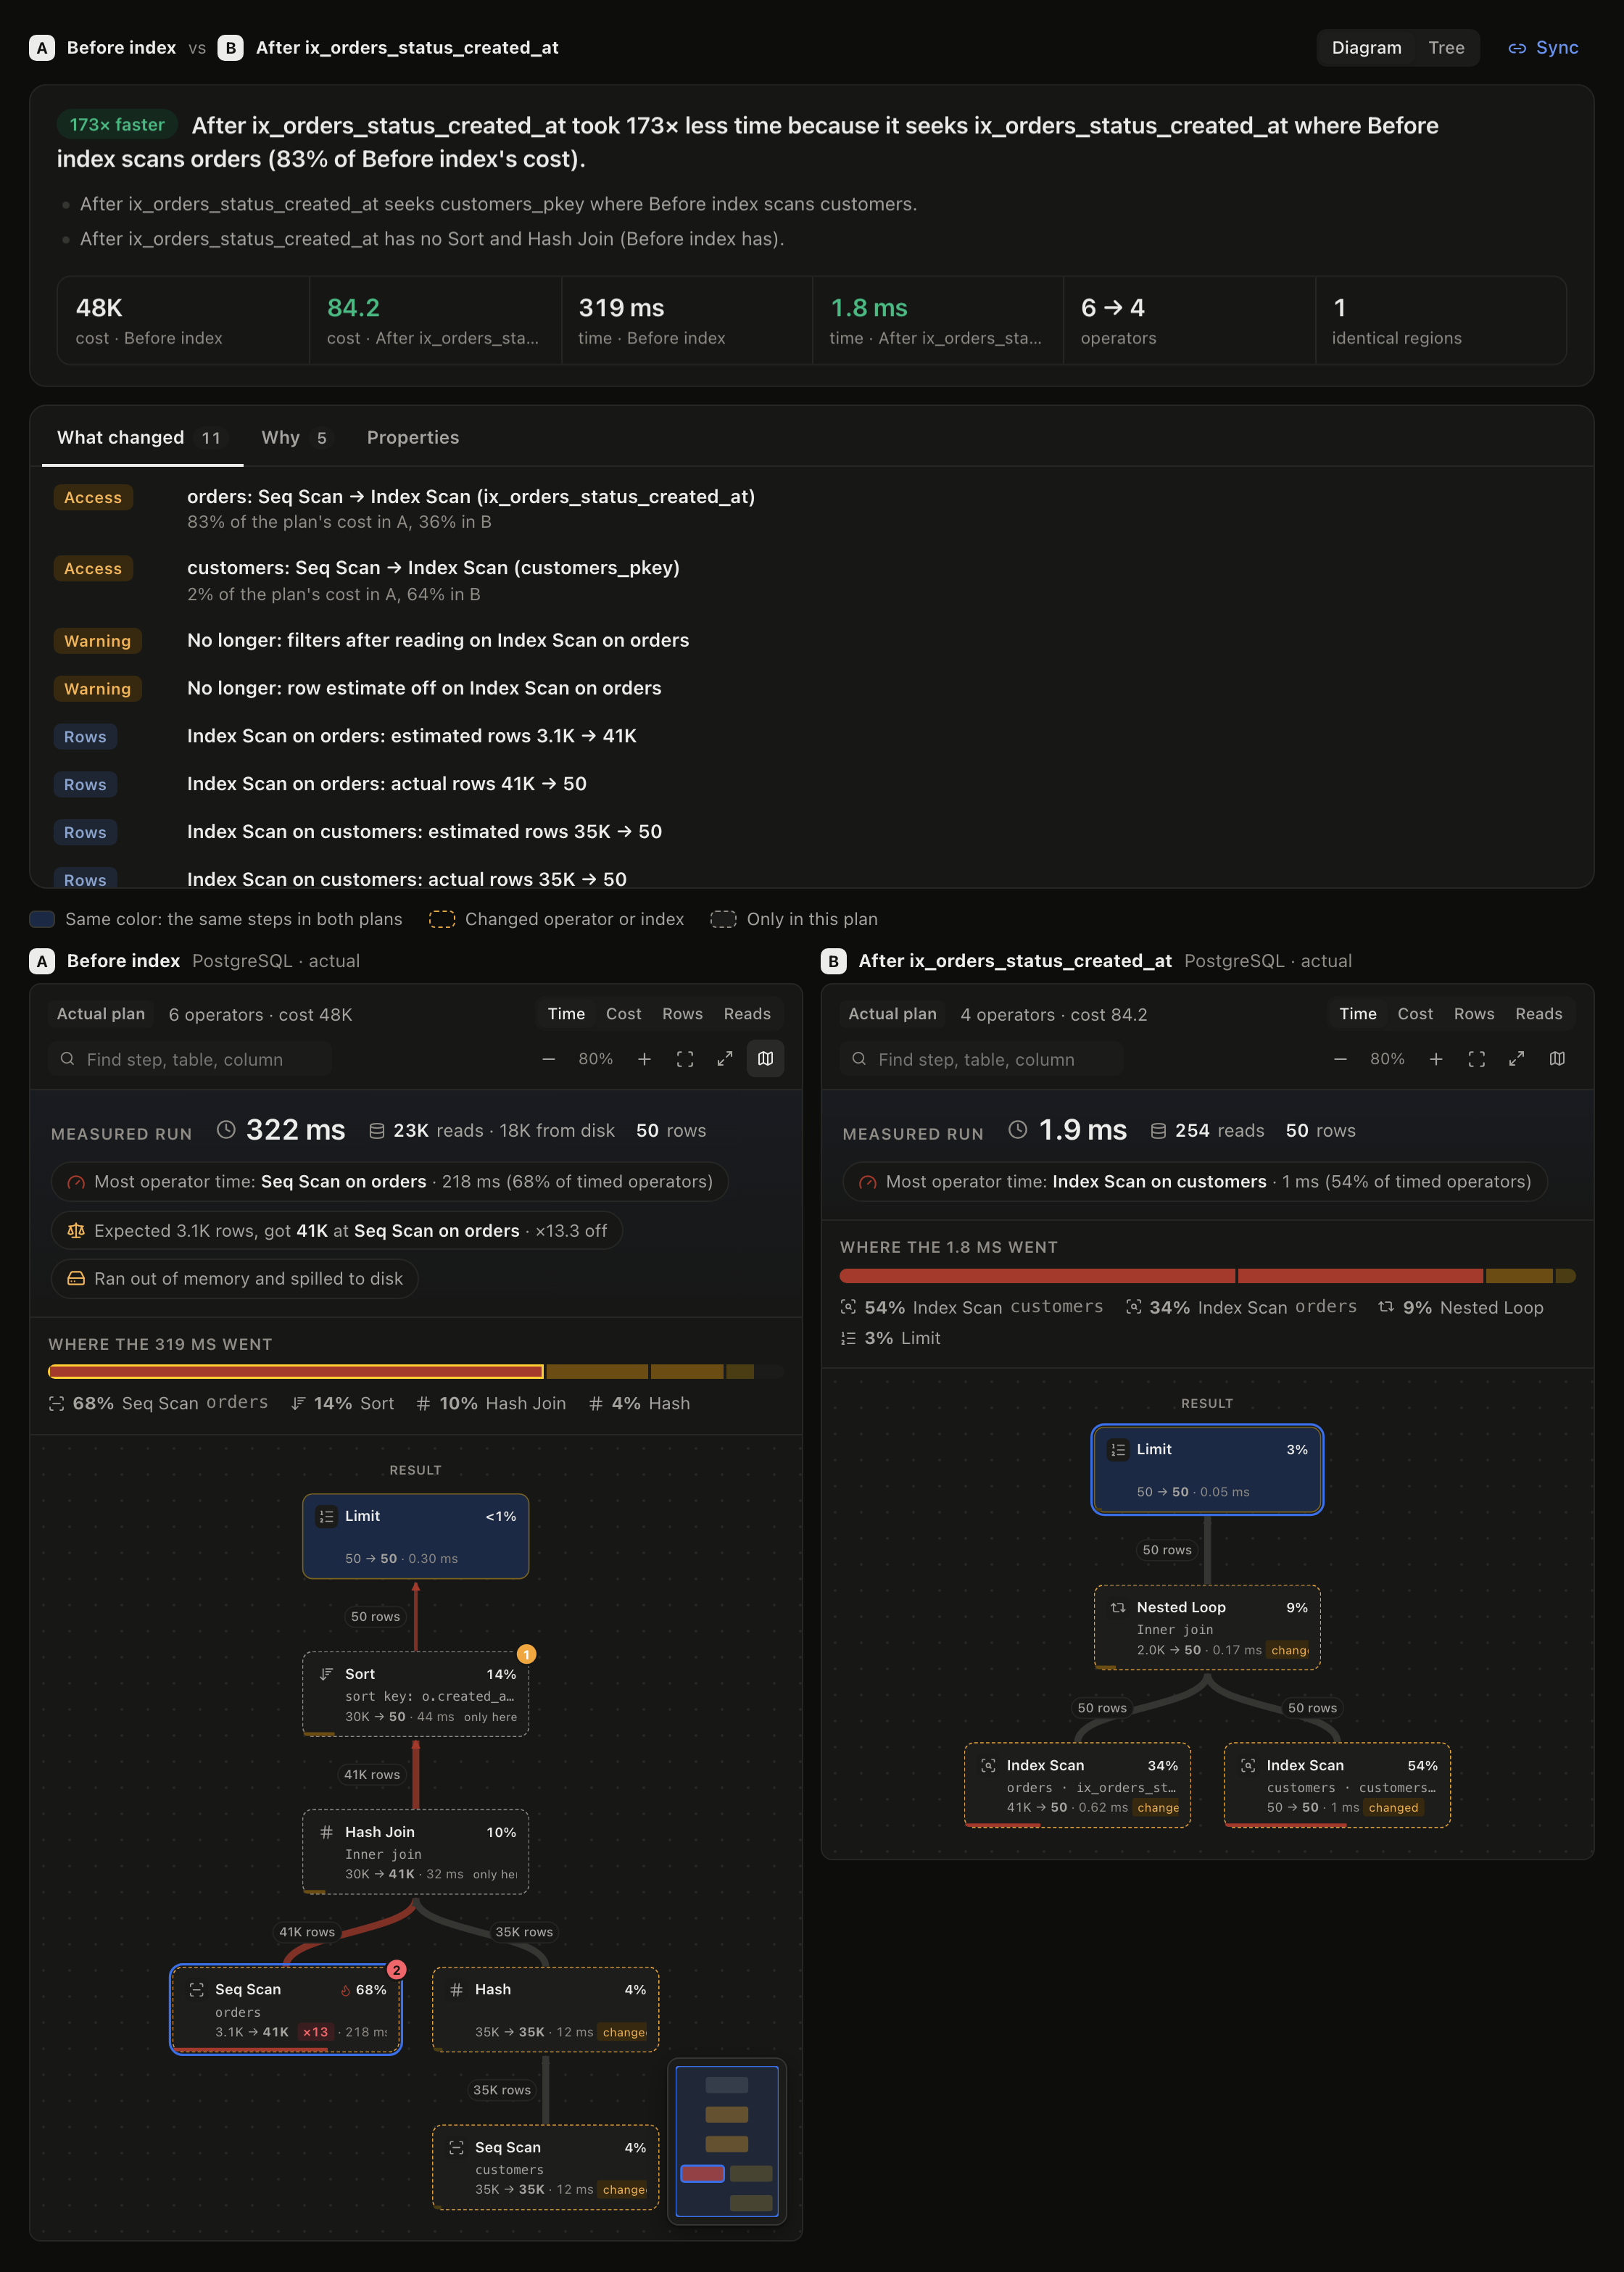 A Before index vs B After ix_orders_status_created_at Diagram Tree Sync
173× faster After ix_orders_status_created_at took 173× less time because it seeks ix_orders_status_created_at where Before
index scans orders (83% of Before index's cost).
After ix_orders_status_created_at seeks customers_pkey where Before index scans customers.
After ix_orders_status_created_at has no Sort and Hash Join (Before index has).
48K 84.2 319 ms 1.8 ms 6 → 4 1
cost · Before index cost · After ix_orders_sta... time · Before index time · After ix_orders_sta... operators identical regions
What changed 11 Why 5 Properties
Access orders: Seq Scan → Index Scan (ix_orders_status_created_at)
83% of the plan's cost in A, 36% in B
Access customers: Seq Scan → Index Scan (customers_pkey)
2% of the plan's cost in A, 64% in B
Warning No longer: filters after reading on Index Scan on orders
Warning No longer: row estimate off on Index Scan on orders
Rows Index Scan on orders: estimated rows 3.1K → 41K
Rows Index Scan on orders: actual rows 41K → 50
Rows Index Scan on customers: estimated rows 35K → 50
Rows Index Scan on customers: actual rows 35K → 50
Same color: the same steps in both plans Changed operator or index Only in this plan
A Before index PostgreSQL · actual
Actual plan 6 operators · cost 48K Time Cost Rows Reads
Find step, table, column 80%
MEASURED RUN 322 ms 23K reads · 18K from disk 50 rows
Most operator time: Seq Scan on orders · 218 ms (68% of timed operators)
Expected 3.1K rows, got 41K at Seq Scan on orders · ×13.3 off
Ran out of memory and spilled to disk
WHERE THE 319 MS WENT
68% Seq Scan orders 14% Sort 10% Hash Join 4% Hash
RESULT
Limit <1%
50 → 50 · 0.30 ms
50 rows
1
Sort 14%
sort key: o.created_a…
30K → 50 · 44 ms only here
41K rows
Hash Join 10%
Inner join
30K → 41K · 32 ms only her
41K rows 35K rows
2
Seq Scan 68%
orders
3.1K → 41K ×13 · 218 ms
Hash 4%
35K → 35K · 12 ms change
35K rows
Seq Scan 4%
customers
35K → 35K · 12 ms change
B After ix_orders_status_created_at PostgreSQL · actual
Actual plan 4 operators · cost 84.2 Time Cost Rows Reads
Find step, table, column 80%
MEASURED RUN 1.9 ms 254 reads 50 rows
Most operator time: Index Scan on customers · 1 ms (54% of timed operators)
WHERE THE 1.8 MS WENT
54% Index Scan customers 34% Index Scan orders 9% Nested Loop
3% Limit
RESULT
Limit 3%
50 → 50 · 0.05 ms
50 rows
Nested Loop 9%
Inner join
2.0K → 50 · 0.17 ms chang
50 rows 50 rows
Index Scan 34%
orders · ix_orders_st…
41K → 50 · 0.62 ms change
Index Scan 54%
customers · customers…
50 → 50 · 1 ms changed